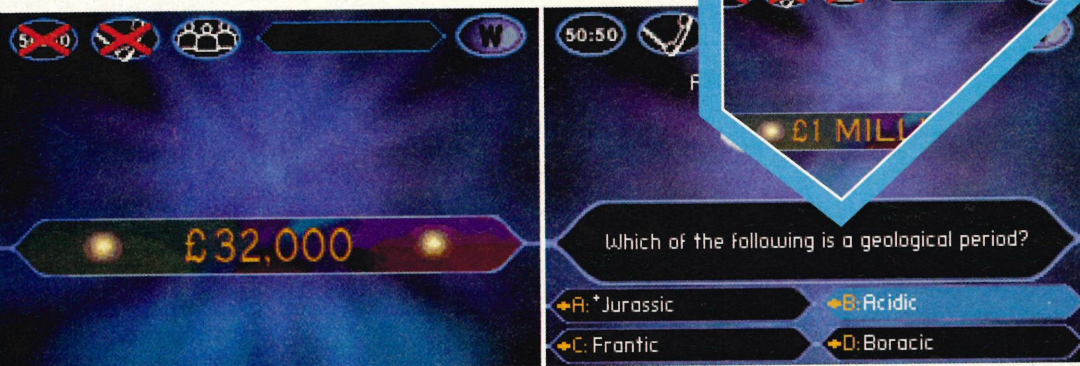 £32,000
50:50
£1 MILL
Which of the following is a geological period?
A: Jurassic
B: Acidic
C: Frantic
D: Boracic